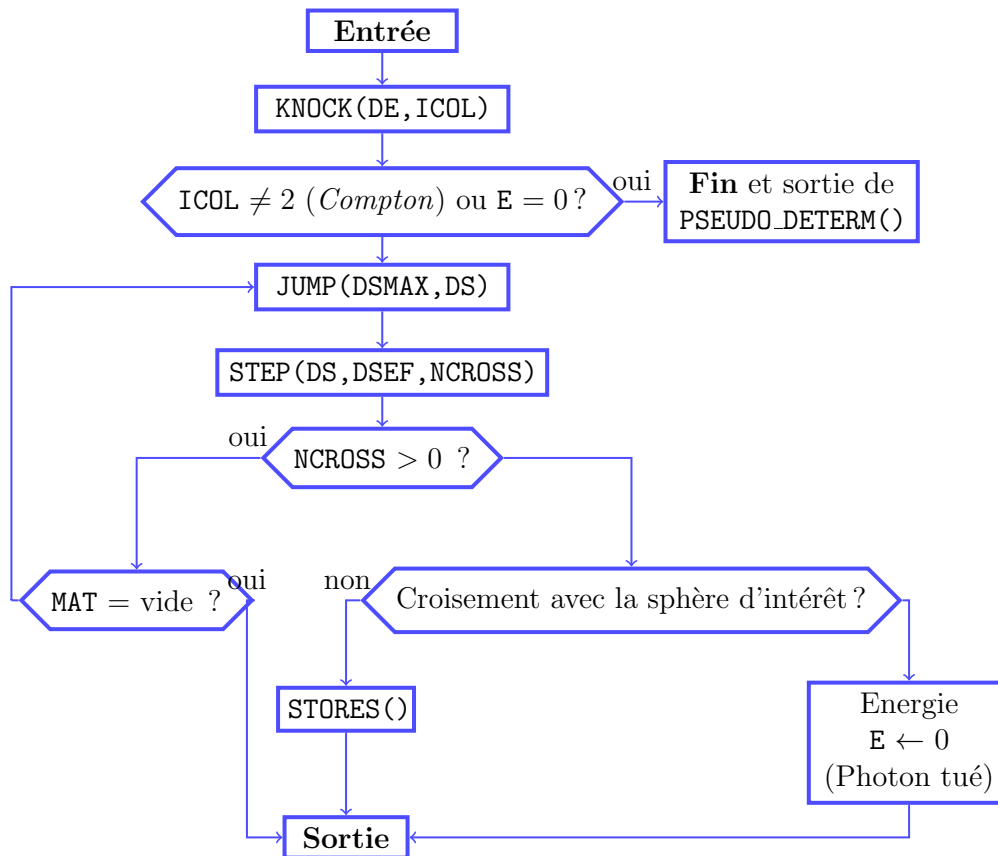 Entrée
KNOCK(DE,ICOL)
ICOL ≠ 2 (Compton) ou E = 0 ?
oui
Fin et sortie de
PSEUDO_DETERM()
JUMP(DSMAX,DS)
STEP(DS,DSEF,NCROSS)
oui
NCROSS > 0 ?
MAT = vide ?
oui
non
Croisement avec la sphère d'intérêt ?
STORES()
Energie
E ← 0
(Photon tué)
Sortie